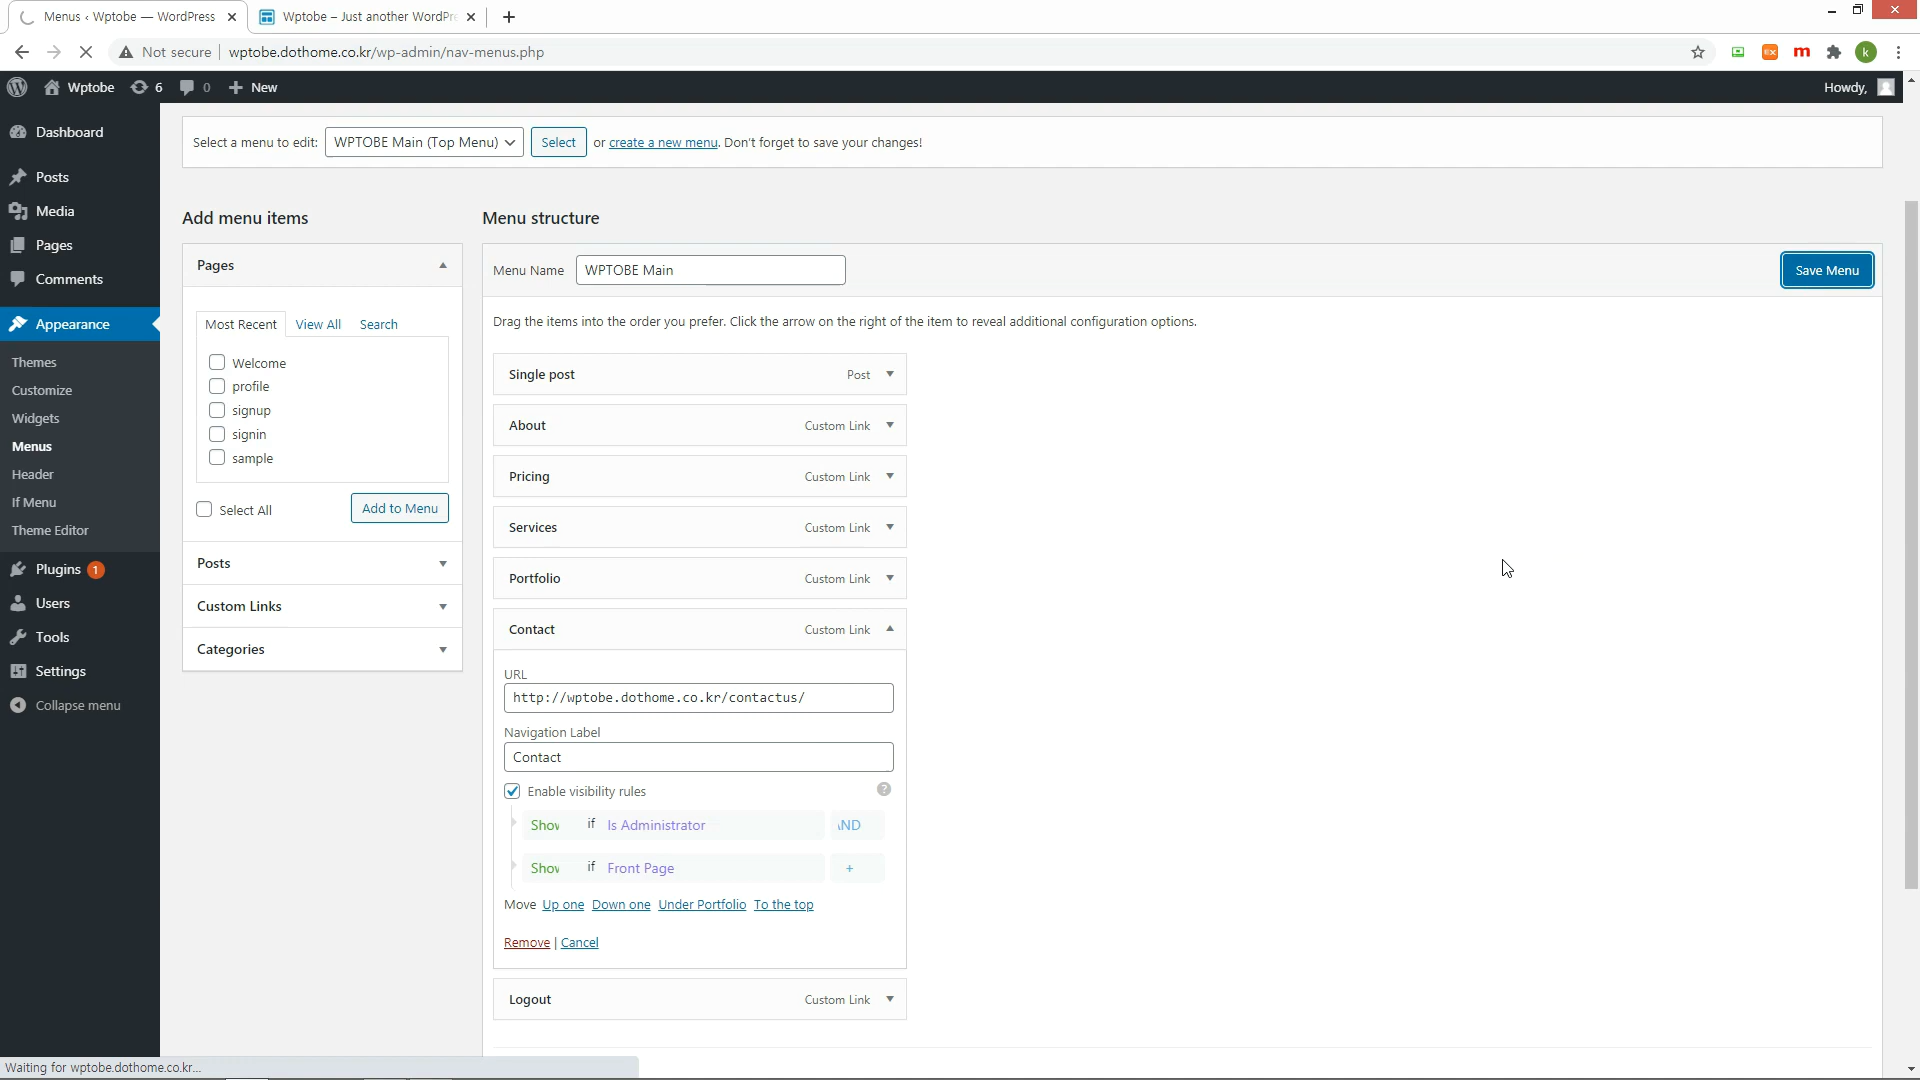 Menus ‹ Wptobe — WordPress
Wptobe – Just another WordPre
Not secure
wptobe.dothome.co.kr/wp-admin/nav-menus.php
EX
m
k
Wptobe
6
0
New
Howdy,
Dashboard
Posts
Media
Pages
Comments
Appearance
Themes
Customize
Widgets
Menus
Header
If Menu
Theme Editor
Plugins 1
Users
Tools
Settings
Collapse menu
Select a menu to edit: WPTOBE Main (Top Menu) Select or create a new menu. Don't forget to save your changes!
Add menu items
Pages
Most Recent View All Search
Welcome
profile
signup
signin
sample
Select All Add to Menu
Posts
Custom Links
Categories
Menu structure
Menu Name WPTOBE Main Save Menu
Drag the items into the order you prefer. Click the arrow on the right of the item to reveal additional configuration options.
Single post Post
About Custom Link
Pricing Custom Link
Services Custom Link
Portfolio Custom Link
Contact Custom Link
URL
http://wptobe.dothome.co.kr/contactus/
Navigation Label
Contact
Enable visibility rules ?
Show if Is Administrator AND
Show if Front Page +
Move Up one Down one Under Portfolio To the top
Remove | Cancel
Logout Custom Link
Waiting for wptobe.dothome.co.kr...